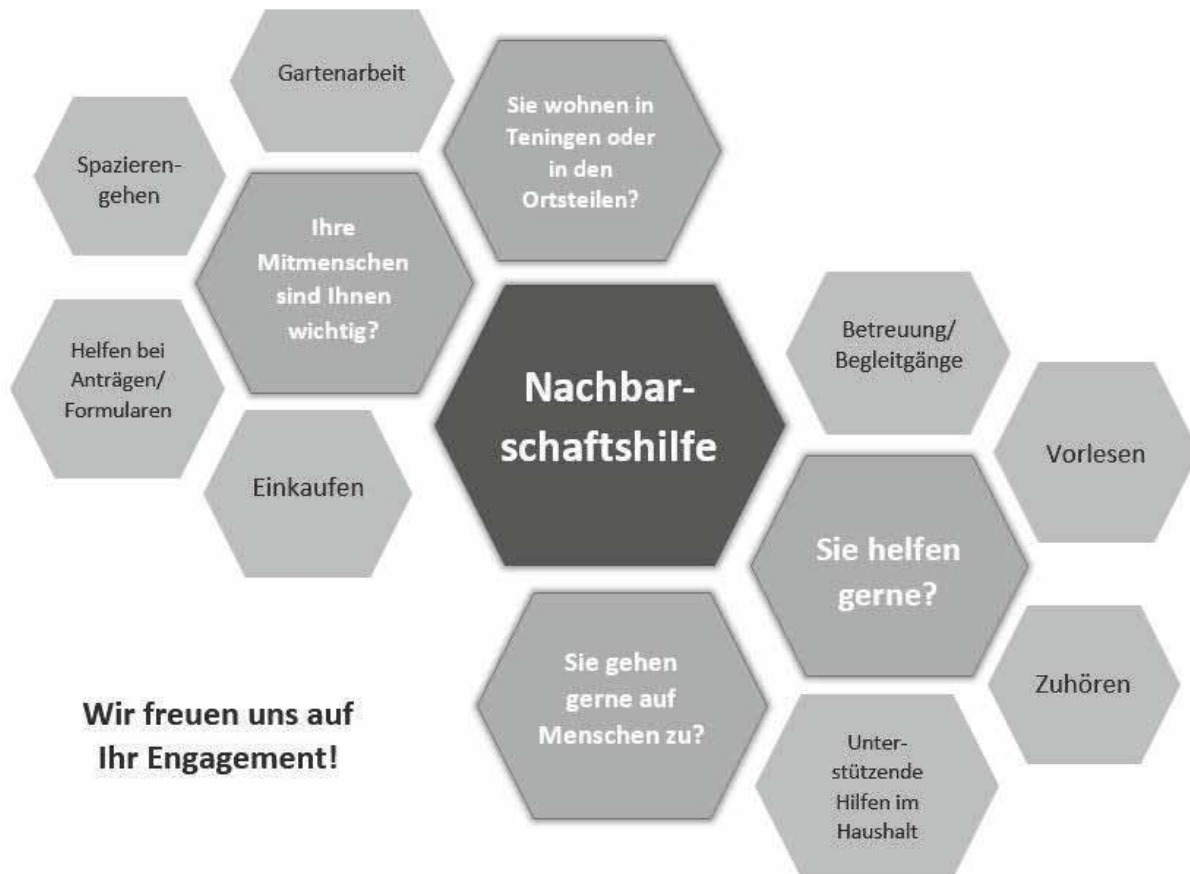 Gartenarbeit
Sie wohnen in
Teningen oder
in den
Ortsteilen?
Spazieren-
gehen
Ihre
Mitmenschen
sind Ihnen
wichtig?
Helfen bei
Anträgen/
Formularen
Einkaufen
Nachbar-
schaftshilfe
Betreuung/
Begleitgänge
Vorlesen
Sie helfen
gerne?
Sie gehen
gerne auf
Menschen zu?
Zuhören
Unter-
stützende
Hilfen im
Haushalt
Wir freuen uns auf
Ihr Engagement!